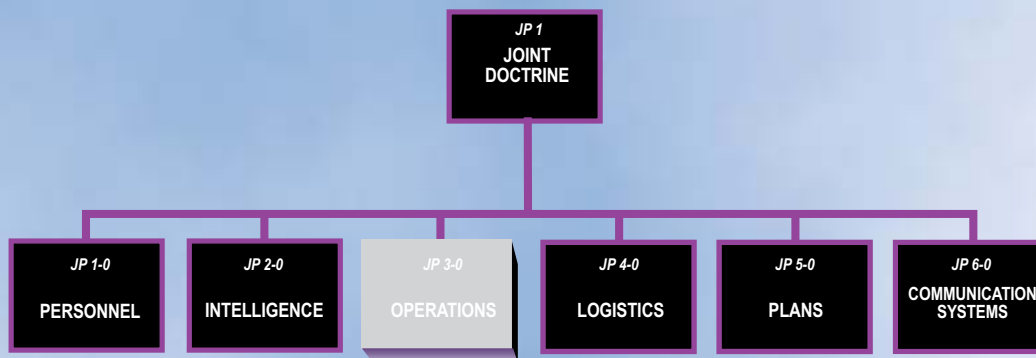 JP 1
JOINT
DOCTRINE
JP 1-0
PERSONNEL
JP 2-0
INTELLIGENCE
JP 3-0
OPERATIONS
JP 4-0
LOGISTICS
JP 5-0
PLANS
JP 6-0
COMMUNICATION
SYSTEMS